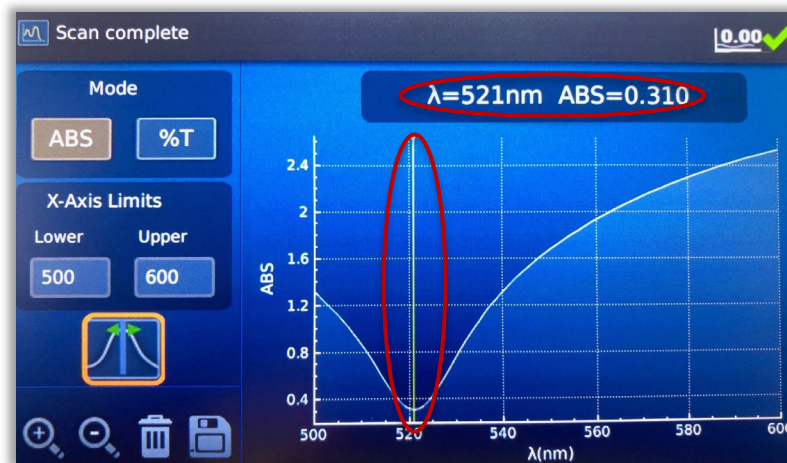 Scan complete
0.00
Mode
ABS
%T
X-Axis Limits
Lower
Upper
500
600
λ=521nm ABS=0.310
ABS
2.4
2
1.6
1.2
0.8
0.4
500
520
540
560
580
600
λ(nm)